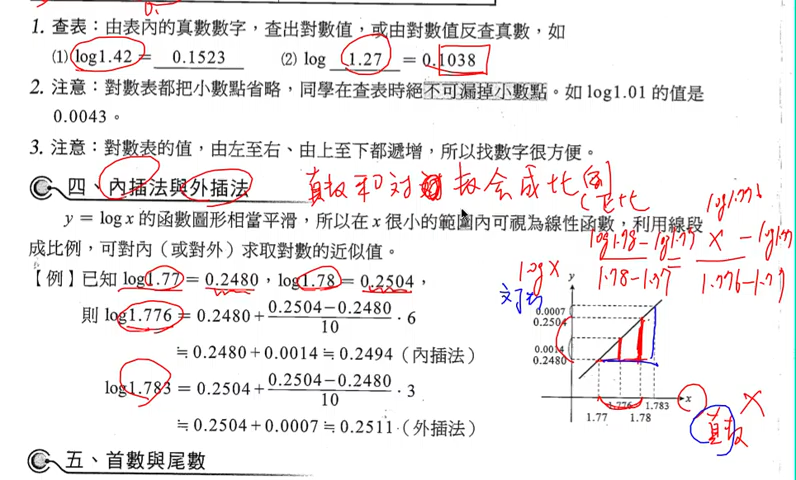 1. 查表：由表內的真數數字，查出對數值，或由對數值反查真數，如
(1) log1.42 = 0.1523 (2) log 1.27 = 0.1038
2. 注意：對數表都把小數點省略，同學在查表時絕不可漏掉小數點。如 log1.01 的值是
0.0043。
3. 注意：對數表的值，由左至右、由上至下都遞增，所以找數字很方便。
四、內插法與外插法
真數和對數会成比例
(正比
y = log x 的函數圖形相當平滑，所以在 x 很小的範圍內可視為線性函數，利用線段
成比例，可對內（或對外）求取對數的近似值。
log1.776
log1.78 − log1.77 = X − log1.77
1.78−1.77 1.776−1.77
【例】已知 log1.77 = 0.2480，log1.78 = 0.2504，
則 log1.776 = 0.2480 + (0.2504−0.2480)/10 · 6
≒ 0.2480 + 0.0014 ≒ 0.2494（內插法）
log1.783 = 0.2504 + (0.2504−0.2480)/10 · 3
≒ 0.2504 + 0.0007 ≒ 0.2511（外插法）
log X
對數
y
0.0007
0.2504
0.0014
0.2480
x
1.776 1.783
1.77 1.78
X
真數
五、首數與尾數